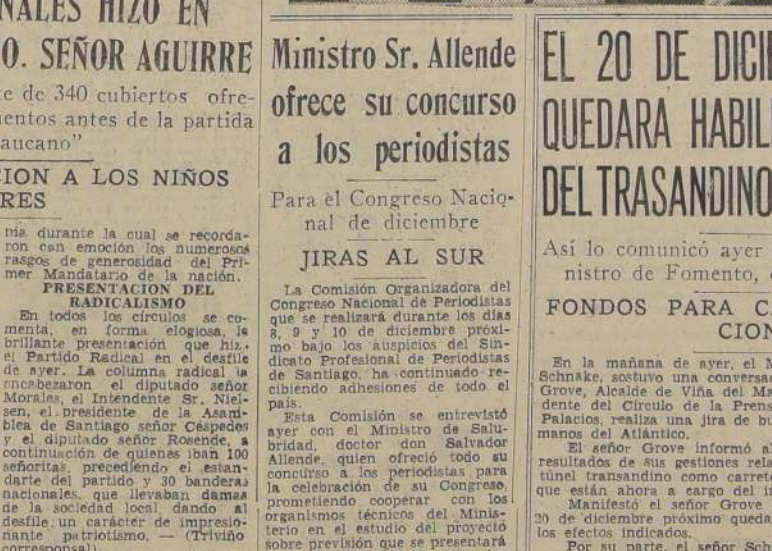 NALES HIZO EN
O. SEÑOR AGUIRRE
te de 340 cubiertos ofre-
entos antes de la partida
aucano”
ION A LOS NIÑOS
RES
nia durante la cual se recorda-
ron con emoción los numerosos
rasgos de generosidad del Pri-
mer Mandatario de la nación.
PRESENTACION DEL
RADICALISMO
En todos los círculos se co-
menta, en forma elogiosa, la
brillante presentación que hizo
el Partido Radical en el desfile
de ayer. La columna radical la
encabezaron el diputado señor
Morales, el Intendente Sr. Niel-
sen, el presidente de la Asam-
blea de Santiago señor Céspedes
y el diputado señor Rosende, a
continuación de quienes iban 100
señoritas, precediendo el estan-
darte del partido y 30 banderas
nacionales, que llevaban damas
de la sociedad local, dando al
desfile un carácter de impresio-
nante patriotismo. — (Triviño
corresponsal)
Ministro Sr. Allende
ofrece su concurso
a los periodistas
Para el Congreso Nacio-
nal de diciembre
JIRAS AL SUR
La Comisión Organizadora del
Congreso Nacional de Periodistas
que se realizará durante los días
8, 9 y 10 de diciembre próxi-
mo bajo los auspicios del Sin-
dicato Profesional de Periodistas
de Santiago, ha continuado re-
cibiendo adhesiones de todo el
país.
Esta Comisión se entrevistó
ayer con el Ministro de Salu-
bridad, doctor don Salvador
Allende, quien ofreció todo su
concurso a los periodistas para
la celebración de su Congreso,
prometiendo cooperar con los
organismos técnicos del Minis-
terio en el estudio del proyecto
sobre previsión que se presentará
EL 20 DE DICIE
QUEDARA HABIL
DEL TRASANDINO
Así lo comunicó ayer
nistro de Fomento,
FONDOS PARA C
CION
En la mañana de ayer, el M
Schnake, sostuvo una conversa
Grove, Alcalde de Viña del Ma
dente del Círculo de la Prens
Palacios, realiza una jira de bu
manos del Atlántico.
El señor Grove informó a
resultados de sus gestiones rela
túnel trasandino como carrete
que están ahora a cargo del i
Manifestó el señor Grove
20 de diciembre próximo queda
los efectos indicados.
Por su parte, el señor Sch